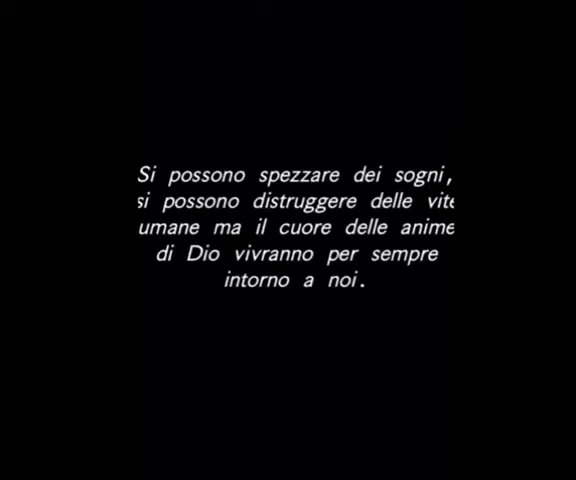 Si possono spezzare dei sogni,
si possono distruggere delle vite
umane ma il cuore delle anime
di Dio vivranno per sempre
intorno a noi.